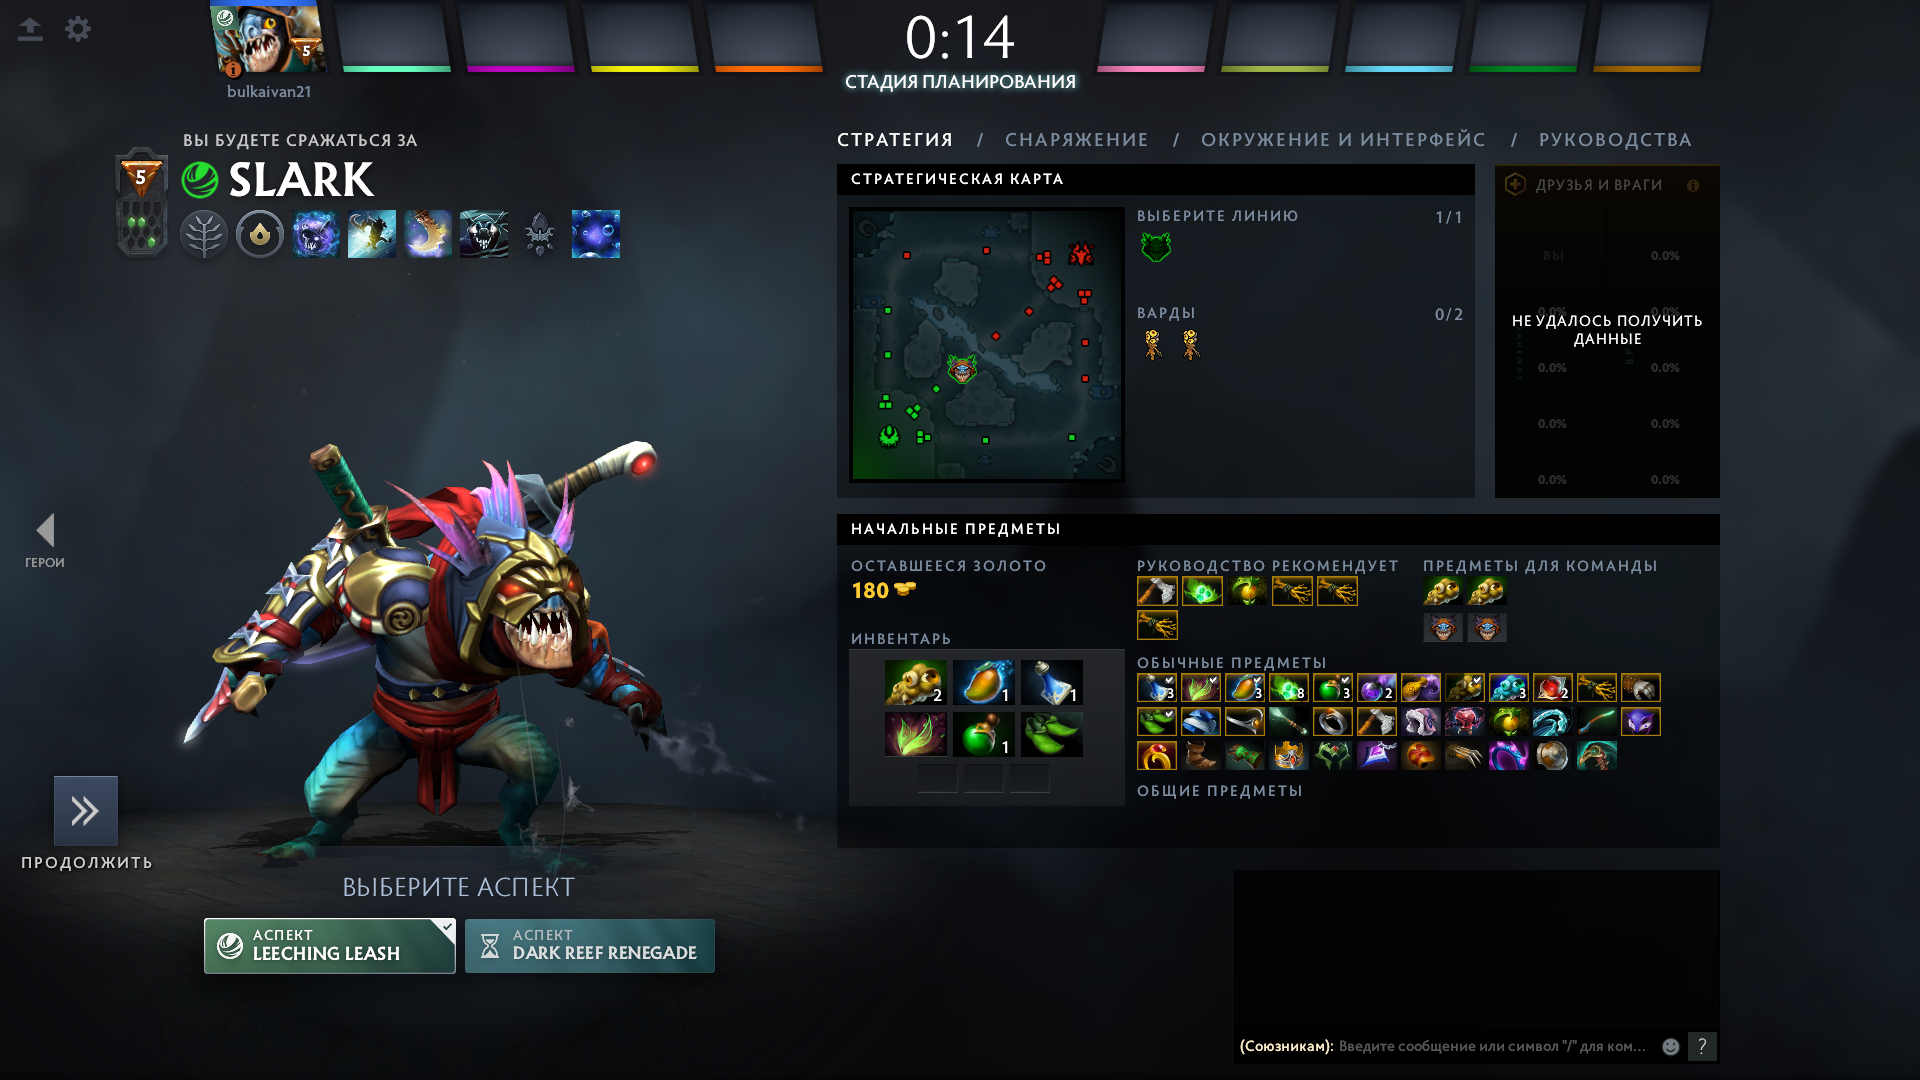 0:14
СТАДИЯ ПЛАНИРОВАНИЯ
5
bulkaivan21
ВЫ БУДЕТЕ СРАЖАТЬСЯ ЗА
5
SLARK
СТРАТЕГИЯ / СНАРЯЖЕНИЕ / ОКРУЖЕНИЕ И ИНТЕРФЕЙС / РУКОВОДСТВА
СТРАТЕГИЧЕСКАЯ КАРТА
ВЫБЕРИТЕ ЛИНИЮ 1/1
ВАРДЫ 0/2
ДРУЗЬЯ И ВРАГИ
ВЫ 0.0%
НЕ УДАЛОСЬ ПОЛУЧИТЬ
ДАННЫЕ
0.0% 0.0%
0.0% 0.0%
0.0% 0.0%
НАЧАЛЬНЫЕ ПРЕДМЕТЫ
ОСТАВШЕЕСЯ ЗОЛОТО
180
ИНВЕНТАРЬ
2 1 1
1
РУКОВОДСТВО РЕКОМЕНДУЕТ
ПРЕДМЕТЫ ДЛЯ КОМАНДЫ
ОБЫЧНЫЕ ПРЕДМЕТЫ
3 3 8 3 2 3 2
ОБЩИЕ ПРЕДМЕТЫ
ГЕРОИ
ПРОДОЛЖИТЬ
ВЫБЕРИТЕ АСПЕКТ
АСПЕКТ
LEECHING LEASH
АСПЕКТ
DARK REEF RENEGADE
(Союзникам): Введите сообщение или символ "/" для ком...
?